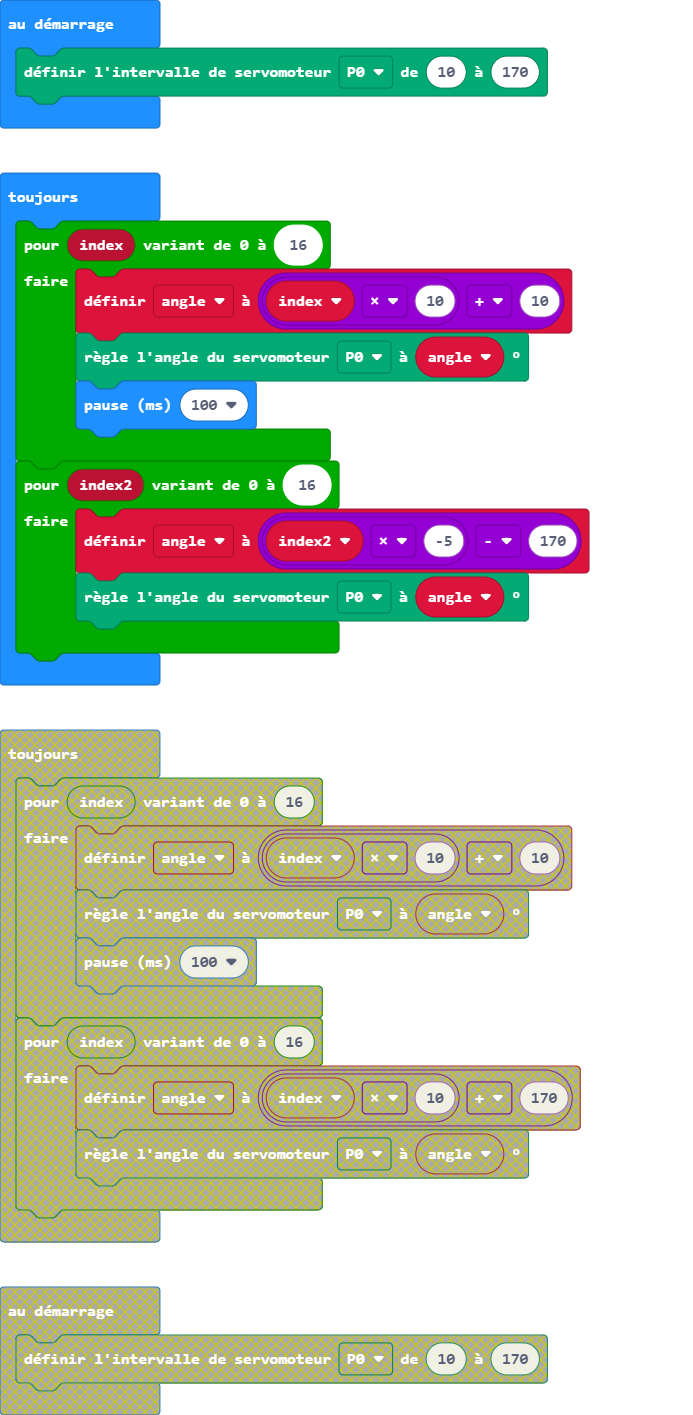 au démarrage
définir l'intervalle de servomoteur P0 de 10 à 170
toujours
pour index variant de 0 à 16
faire
définir angle à index × 10 + 10
règle l'angle du servomoteur P0 à angle °
pause (ms) 100
pour index2 variant de 0 à 16
faire
définir angle à index2 × -5 - 170
règle l'angle du servomoteur P0 à angle °
toujours
pour index variant de 0 à 16
faire
définir angle à index × 10 + 10
règle l'angle du servomoteur P0 à angle °
pause (ms) 100
pour index variant de 0 à 16
faire
définir angle à index × 10 + 170
règle l'angle du servomoteur P0 à angle °
au démarrage
définir l'intervalle de servomoteur P0 de 10 à 170